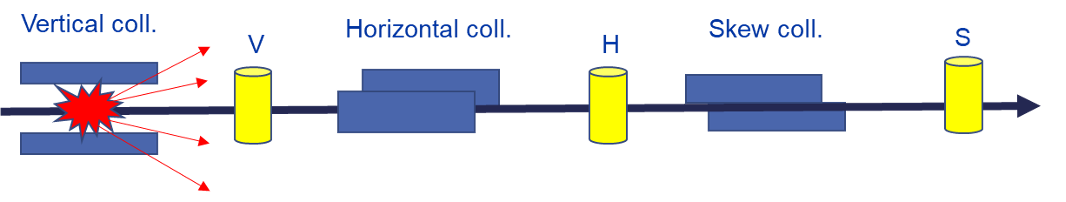 Vertical coll.
V
Horizontal coll.
H
Skew coll.
S